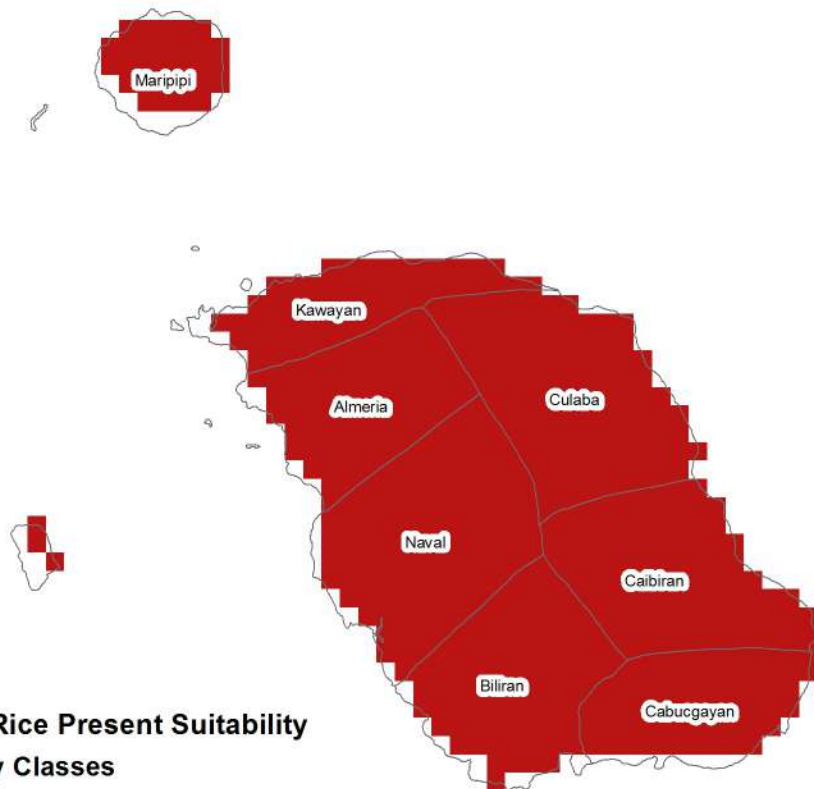 Maripipi
Kawayan
Culaba
Almeria
Naval
Caibiran
Biliran
Cabucgayan
Rice Present Suitability
Classes